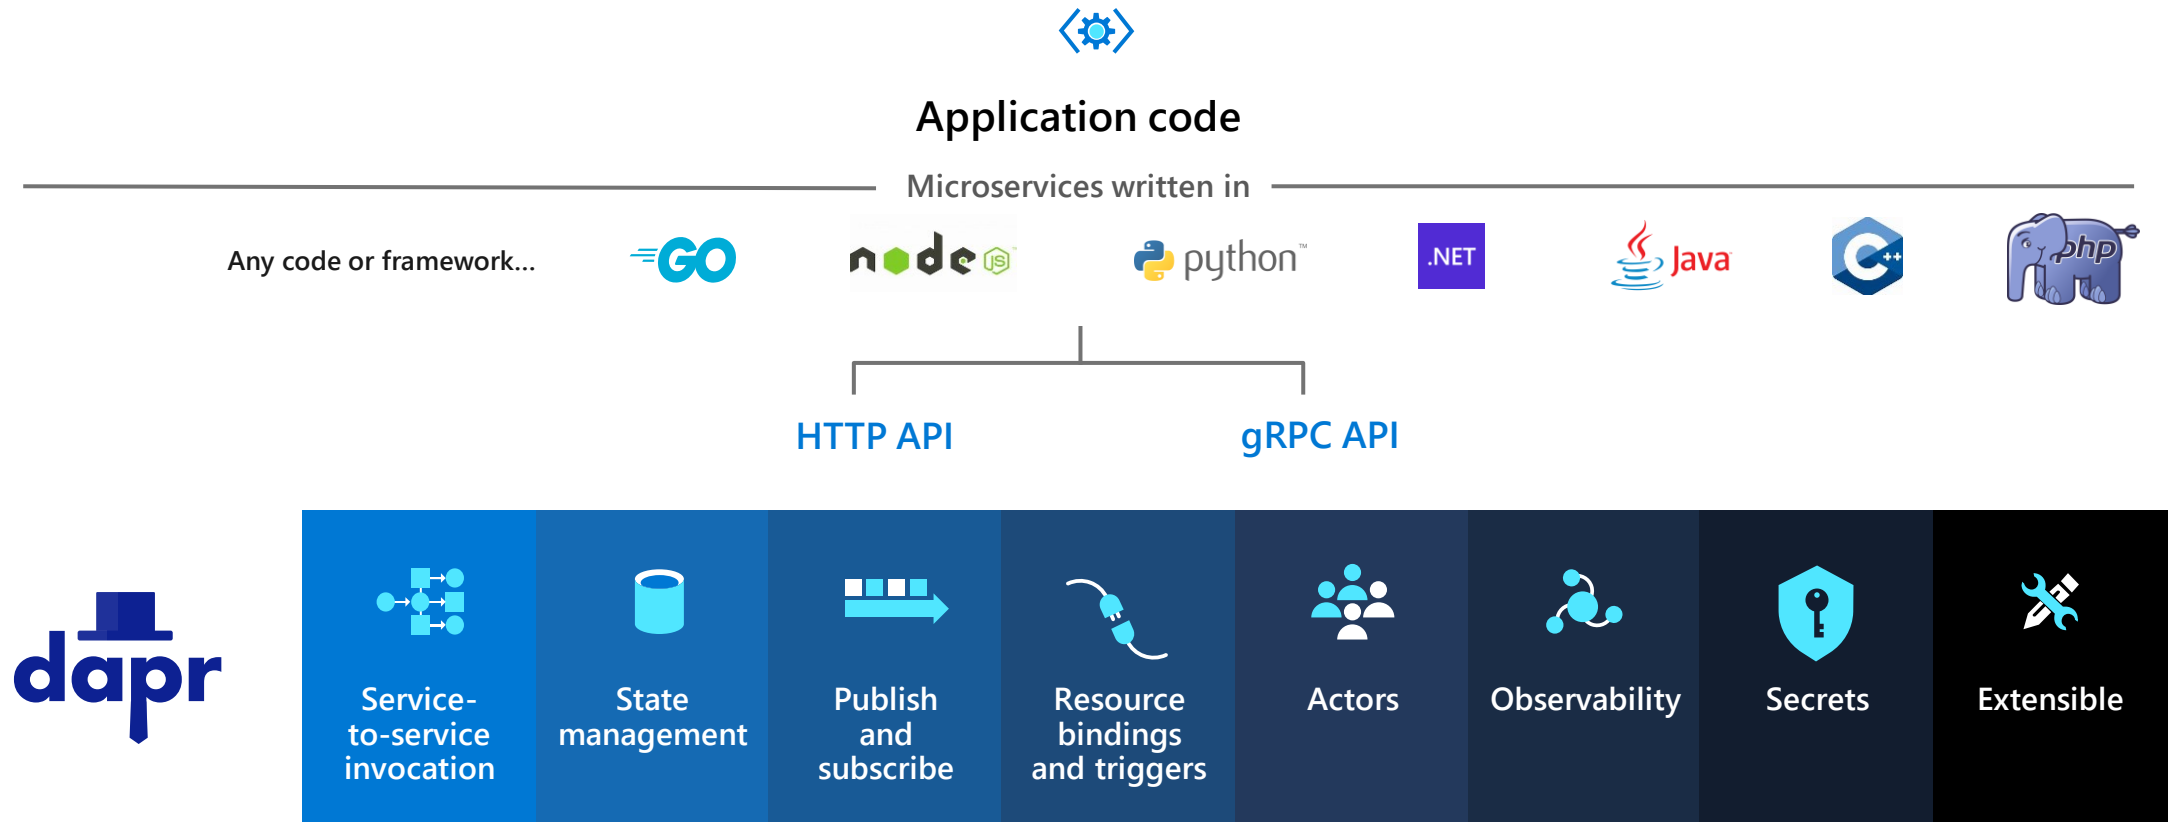 Application code
Microservices written in
Any code or framework...
GO
node JS ™
python™
.NET
Java
C++
php
HTTP API
gRPC API
dapr
Service-
to-service
invocation
State
management
Publish
and
subscribe
Resource
bindings
and triggers
Actors
Observability
Secrets
Extensible